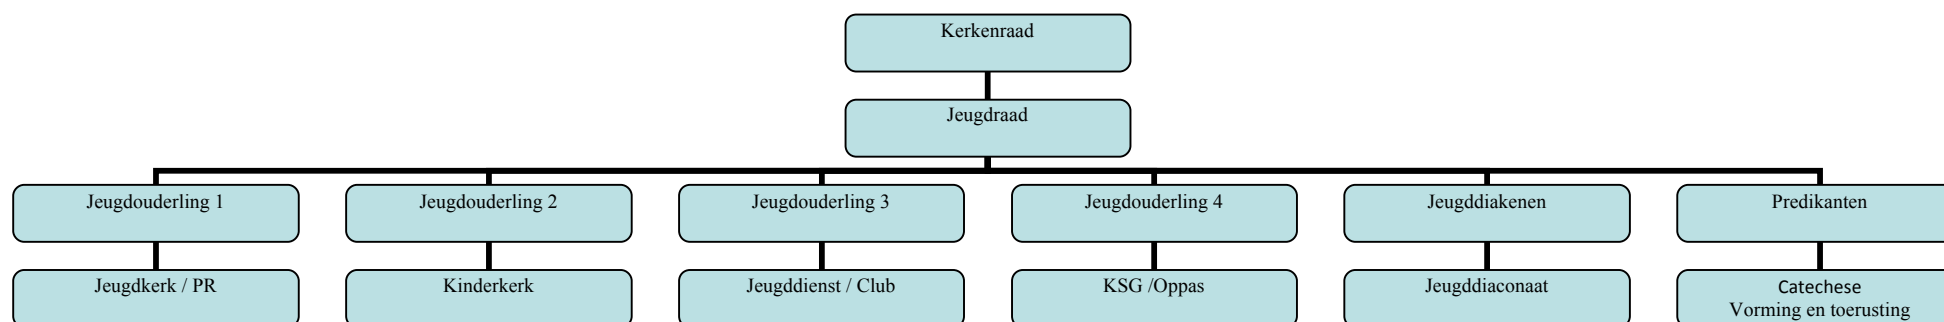 Kerkenraad
Jeugdraad
Jeugdouderling 1
Jeugdouderling 2
Jeugdouderling 3
Jeugdouderling 4
Jeugddiakenen
Predikanten
Jeugdkerk / PR
Kinderkerk
Jeugddienst / Club
KSG /Oppas
Jeugddiaconaat
Catechese
Vorming en toerusting